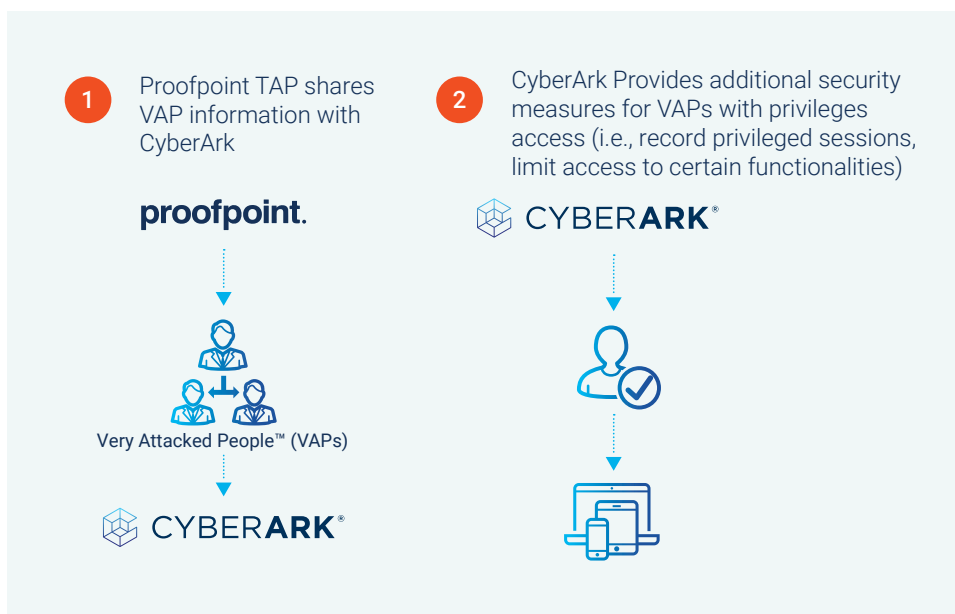 1
Proofpoint TAP shares
VAP information with
CyberArk
proofpoint.
Very Attacked People™ (VAPs)
CYBERARK®
2
CyberArk Provides additional security
measures for VAPs with privileges
access (i.e., record privileged sessions,
limit access to certain functionalities)
CYBERARK®